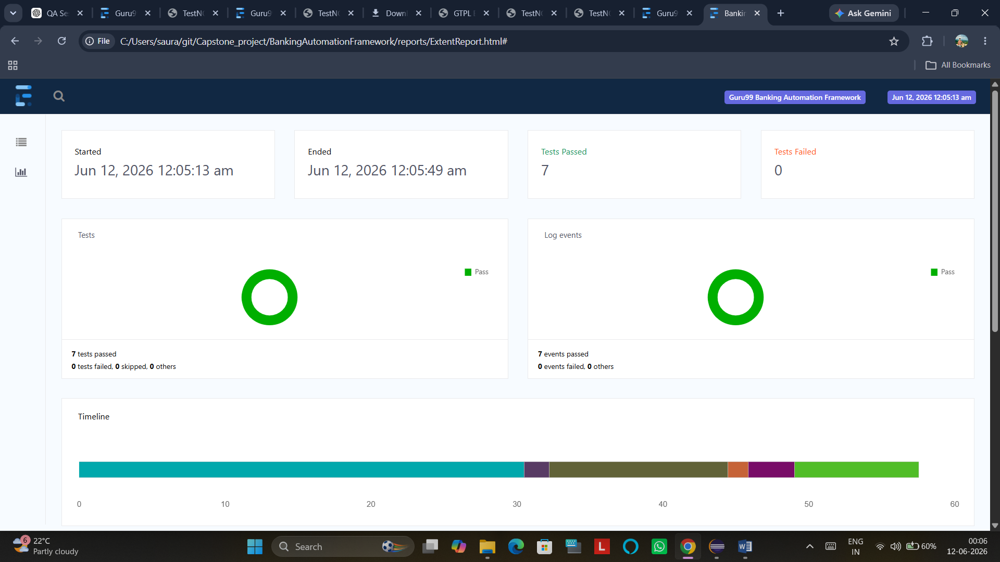 QA Se
Guru9
TestNG
Guru9
TestNG
Down
GTPL
TestNG
TestNG
Guru9
Bankin
Ask Gemini
File
C:/Users/saura/git/Capstone_project/BankingAutomationFramework/reports/ExtentReport.html#
All Bookmarks
Guru99 Banking Automation Framework
Jun 12, 2026 12:05:13 am
Started
Jun 12, 2026 12:05:13 am
Ended
Jun 12, 2026 12:05:49 am
Tests Passed
7
Tests Failed
0
Tests
Pass
7 tests passed
0 tests failed, 0 skipped, 0 others
Log events
Pass
7 events passed
0 events failed, 0 others
Timeline
0 10 20 30 40 50 60
6
22°C
Partly cloudy
Search
L
W
ENG
IN
60%
00:06
12-06-2026